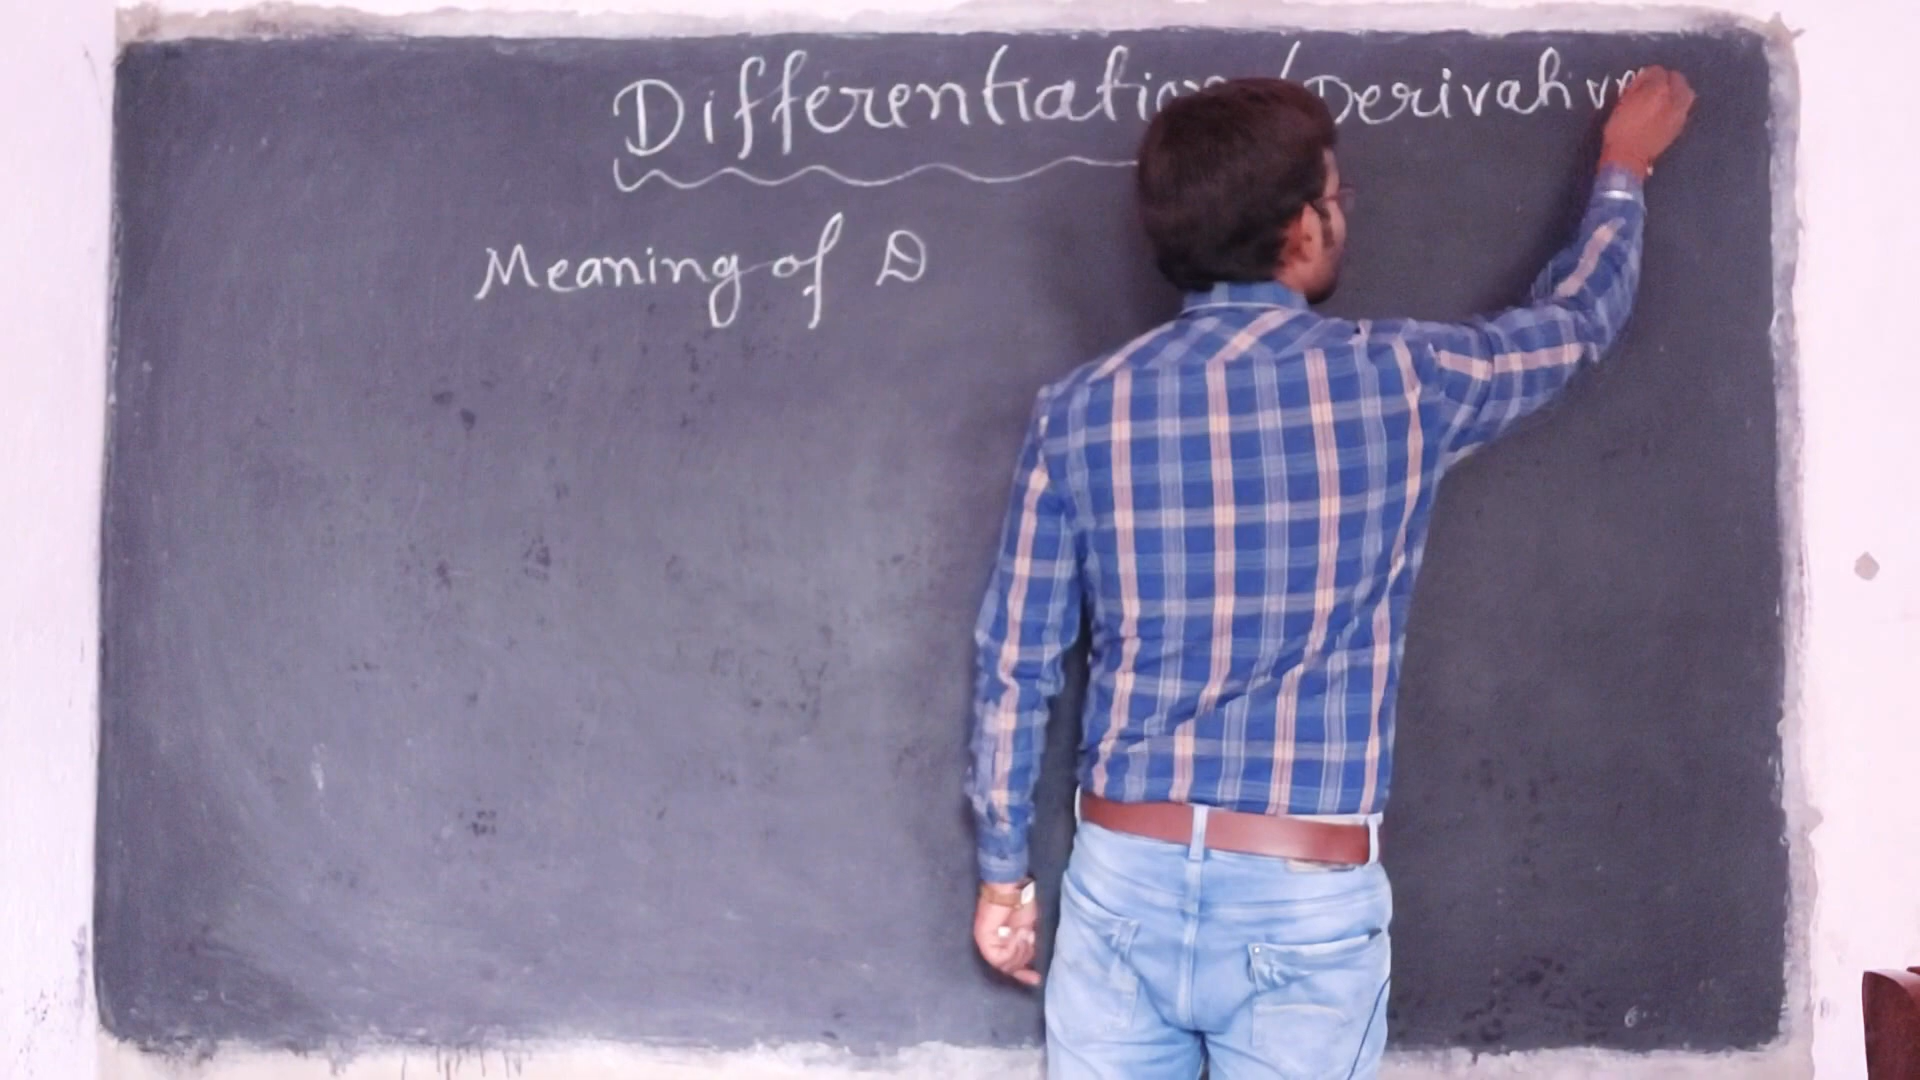 Differentiation / Derivative
Meaning of D